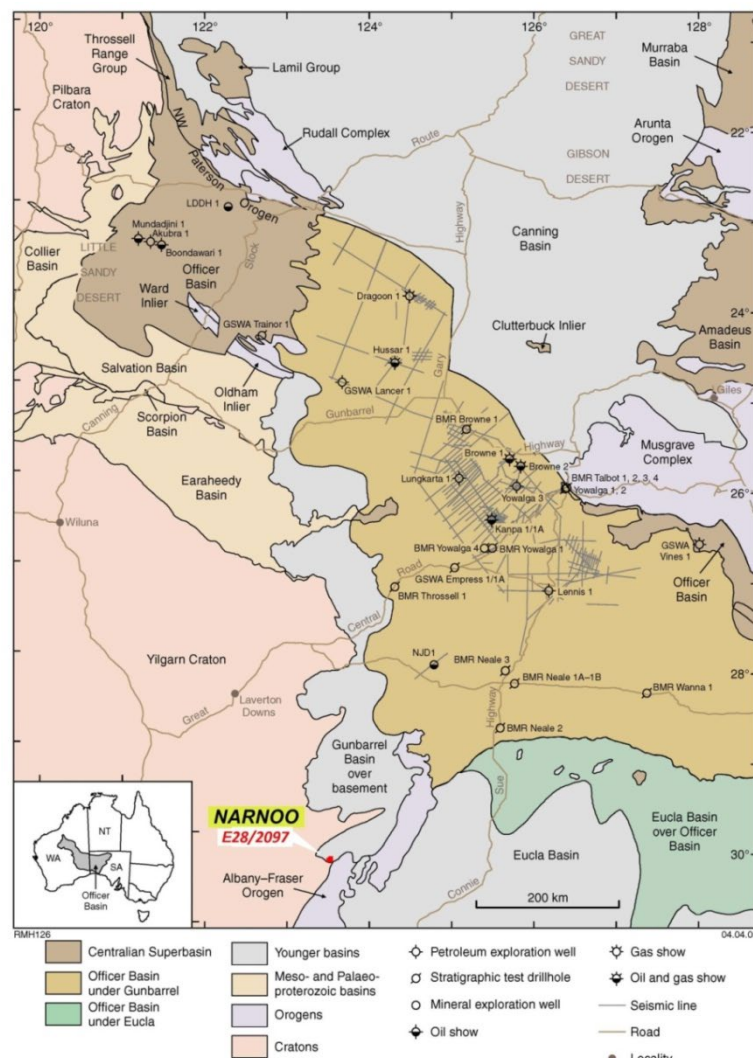 120°
122°
124°
126°
128°
Throssell
Range
Group
Lamil Group
GREAT
SANDY
DESERT
Murraba
Basin
Pilbara
Craton
NW
Rudall Complex
Route
22°
Arunta
Orogen
GIBSON
DESERT
Paterson
Orogen
LDDH 1
Highway
Mundadjini 1
Akubra 1
Boondawari 1
Stock
Canning
Basin
Collier
Basin
LITTLE
SANDY
DESERT
Officer
Basin
Ward
Inlier
Dragoon 1
24°
GSWA Trainor 1
Clutterbuck Inlier
Amadeus
Basin
Salvation Basin
Hussar 1
Oldham
Inlier
GSWA Lancer 1
Gary
Giles
Canning
Scorpion
Basin
Gunbarrel
BMR Browne 1
Highway
Musgrave
Complex
Browne 1
Browne 2
Earaheedy
Basin
Lungkarta 1
BMR Talbot 1, 2, 3, 4
Yowalga 3
Yowalga 1, 2
26°
Wiluna
Kanpa 1/1A
BMR Yowalga 4
BMR Yowalga 1
GSWA
Vines 1
Road
GSWA Empress 1/1A
Officer
Basin
BMR Throssell 1
Lennis 1
Central
Yilgarn Craton
NJD1
BMR Neale 3
28°
BMR Neale 1A–1B
BMR Wanna 1
Great
Laverton
Downs
Highway
BMR Neale 2
Gunbarrel
Basin
over
basement
Sue
NARNOO
E28/2097
Eucla Basin
over Officer
Basin
NT
WA
SA
Officer
Basin
Eucla Basin
30°
Albany–Fraser
Orogen
Connie
200 km
RMH126
04.04.0
Centralian Superbasin
Officer Basin
under Gunbarrel
Officer Basin
under Eucla
Younger basins
Meso- and Palaeo-
proterozoic basins
Orogens
Cratons
Petroleum exploration well
Stratigraphic test drillhole
Mineral exploration well
Oil show
Gas show
Oil and gas show
Seismic line
Road
Locality